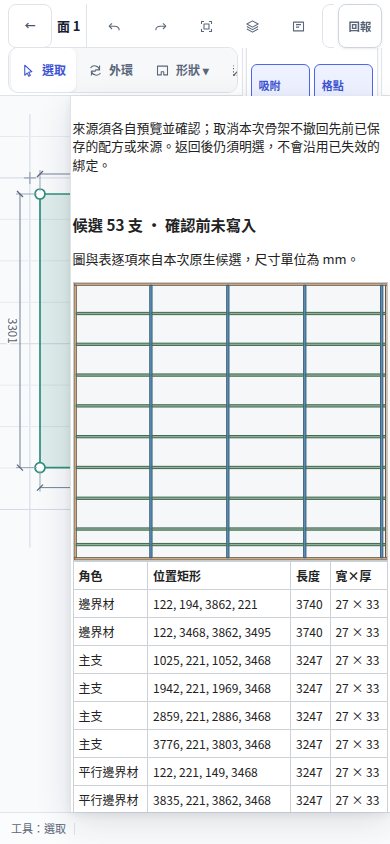 ← 面 1 回報
選取 外環 形狀 ▾ 吸附 格點
來源須各自預覽並確認；取消本次骨架不撤回先前已保
存的配方或來源。返回後仍須明選，不會沿用已失效的
綁定。
候選 53 支 · 確認前未寫入
圖與表逐項來自本次原生候選，尺寸單位為 mm。
3301
角色 位置矩形 長度 寬×厚
邊界材 122, 194, 3862, 221 3740 27 × 33
邊界材 122, 3468, 3862, 3495 3740 27 × 33
主支 1025, 221, 1052, 3468 3247 27 × 33
主支 1942, 221, 1969, 3468 3247 27 × 33
主支 2859, 221, 2886, 3468 3247 27 × 33
主支 3776, 221, 3803, 3468 3247 27 × 33
平行邊界材 122, 221, 149, 3468 3247 27 × 33
平行邊界材 3835, 221, 3862, 3468 3247 27 × 33
工具：選取